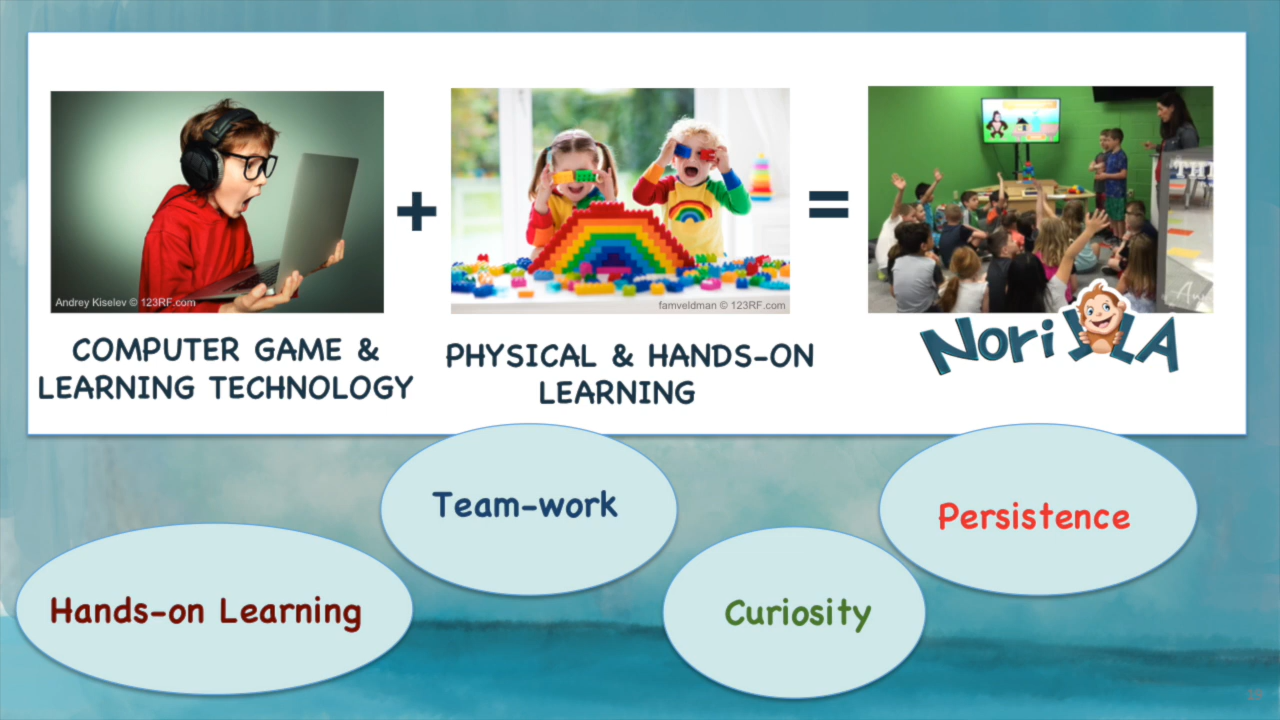 Andrey Kiselev © 123RF.com
famveldman © 123RF.com
+
=
COMPUTER GAME &
LEARNING TECHNOLOGY
PHYSICAL & HANDS-ON
LEARNING
NoriLLA
Team-work
Persistence
Hands-on Learning
Curiosity